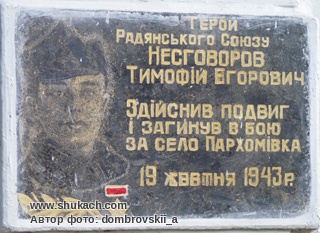 ГЕРОЙ
РАДЯНСЬКОГО СОЮЗУ
НЕСГОВОРОВ
ТИМОФІЙ ЕГОРОВИЧ
ЗДІЙСНИВ ПОДВИГ
І ЗАГИНУВ В'БОЮ
ЗА СЕЛО ПАРХОМІВКА
19 ЖОВТНЯ 1943 Р.
www.shukach.com
Автор фото: dombrovskii_a